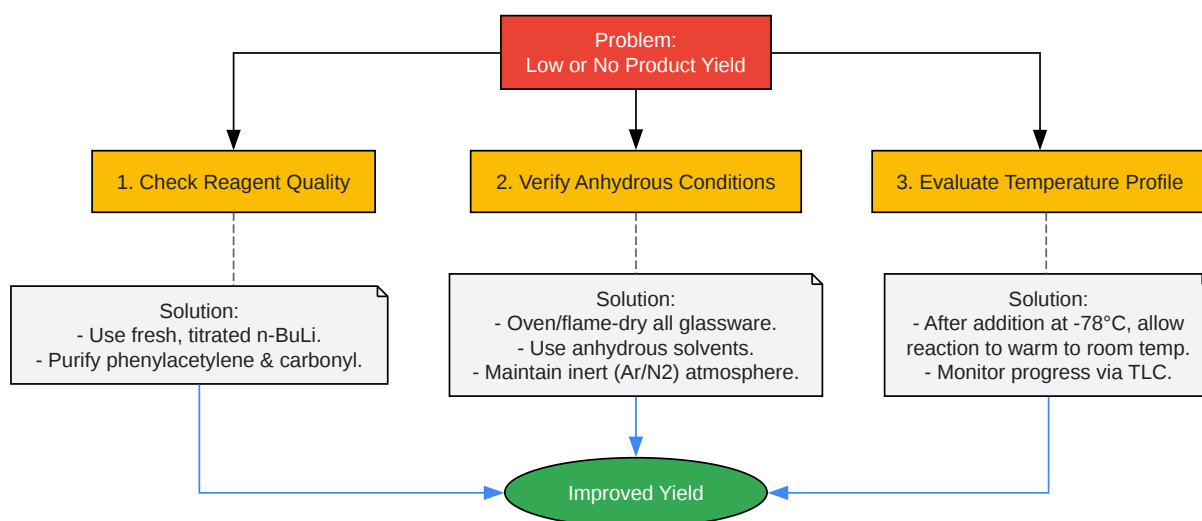 Problem:
Low or No Product Yield
1. Check Reagent Quality
2. Verify Anhydrous Conditions
3. Evaluate Temperature Profile
Solution:
- Use fresh, titrated n-BuLi.
- Purify phenylacetylene & carbonyl.
Solution:
- Oven/flame-dry all glassware.
- Use anhydrous solvents.
- Maintain inert (Ar/N2) atmosphere.
Solution:
- After addition at -78°C, allow
reaction to warm to room temp.
- Monitor progress via TLC.
Improved Yield